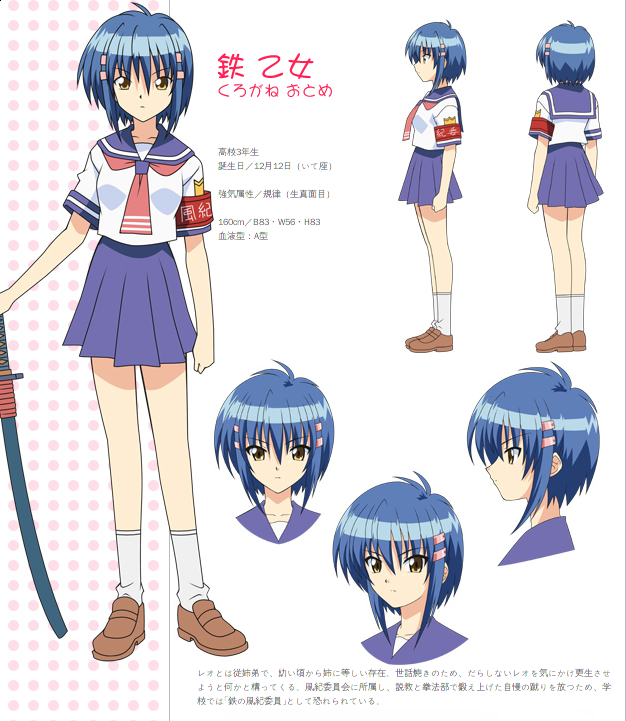 鉄 乙女
くろがね おとめ
高校3年生
誕生日／12月12日（いて座）
強気属性／規律（生真面目）
160cm／B83・W56・H83
血液型：A型
風紀
紀委
レオとは従姉弟で、幼い頃から姉に等しい存在。世話焼きのため、だらしないレオを気にかけ更生させ
ようと何かと構ってくる。風紀委員会に所属し、説教と拳法部で鍛え上げた自慢の蹴りを放つため、学
校では「鉄の風紀委員」として恐れられている。